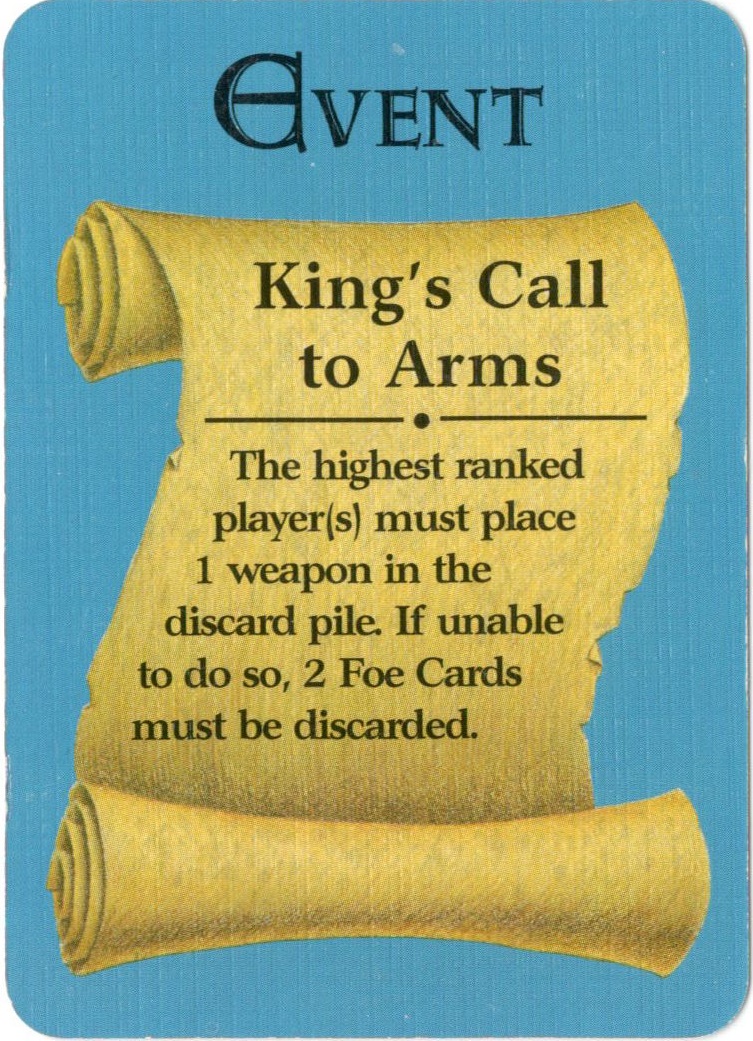 EVENT
King's Call
to Arms
The highest ranked
player(s) must place
1 weapon in the
discard pile. If unable
to do so, 2 Foe Cards
must be discarded.